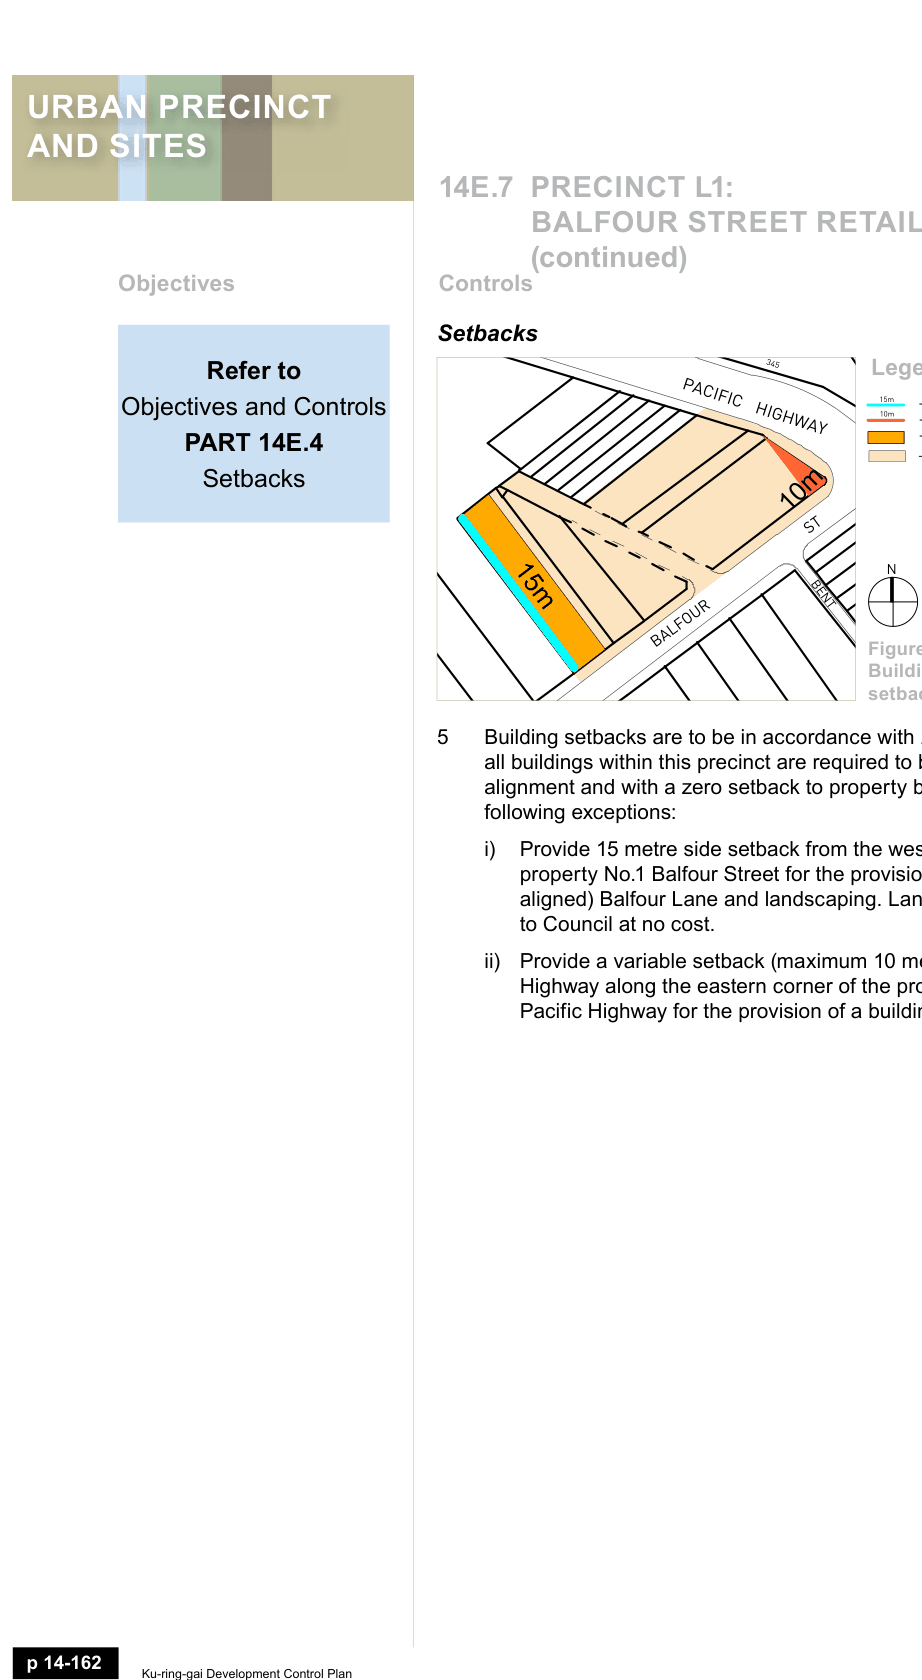 URBAN PRECINCT
AND SITES
14E.7 PRECINCT L1:
BALFOUR STREET RETAIL
(continued)
Objectives
Controls
Refer to
Objectives and Controls
PART 14E.4
Setbacks
Setbacks
345
PACIFIC HIGHWAY
10m
ST
15m
BENT
BALFOUR
Lege
15m
10m
N
Figure
Buildi
setbac
5 Building setbacks are to be in accordance with
all buildings within this precinct are required to b
alignment and with a zero setback to property b
following exceptions:
i) Provide 15 metre side setback from the wes
property No.1 Balfour Street for the provisio
aligned) Balfour Lane and landscaping. Lan
to Council at no cost.
ii) Provide a variable setback (maximum 10 me
Highway along the eastern corner of the pro
Pacific Highway for the provision of a buildin
p 14-162
Ku-ring-gai Development Control Plan